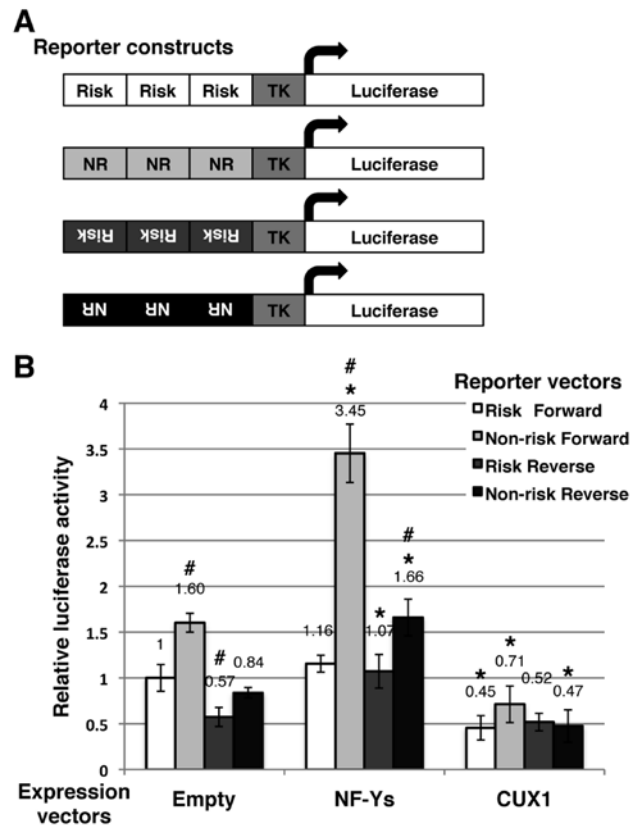 A
Reporter constructs
Risk Risk Risk TK Luciferase
NR NR NR TK Luciferase
Risk Risk Risk TK Luciferase
NR NR NR TK Luciferase
B
Reporter vectors
Risk Forward
Non-risk Forward
Risk Reverse
Non-risk Reverse
Relative luciferase activity
4
3.5
3
2.5
2
1.5
1
0.5
0
1
#
1.60
#
0.57
0.84
1.16
#
*
3.45
*
1.07
#
*
1.66
*
0.45
*
0.71
0.52
*
0.47
Expression vectors
Empty NF-Ys CUX1